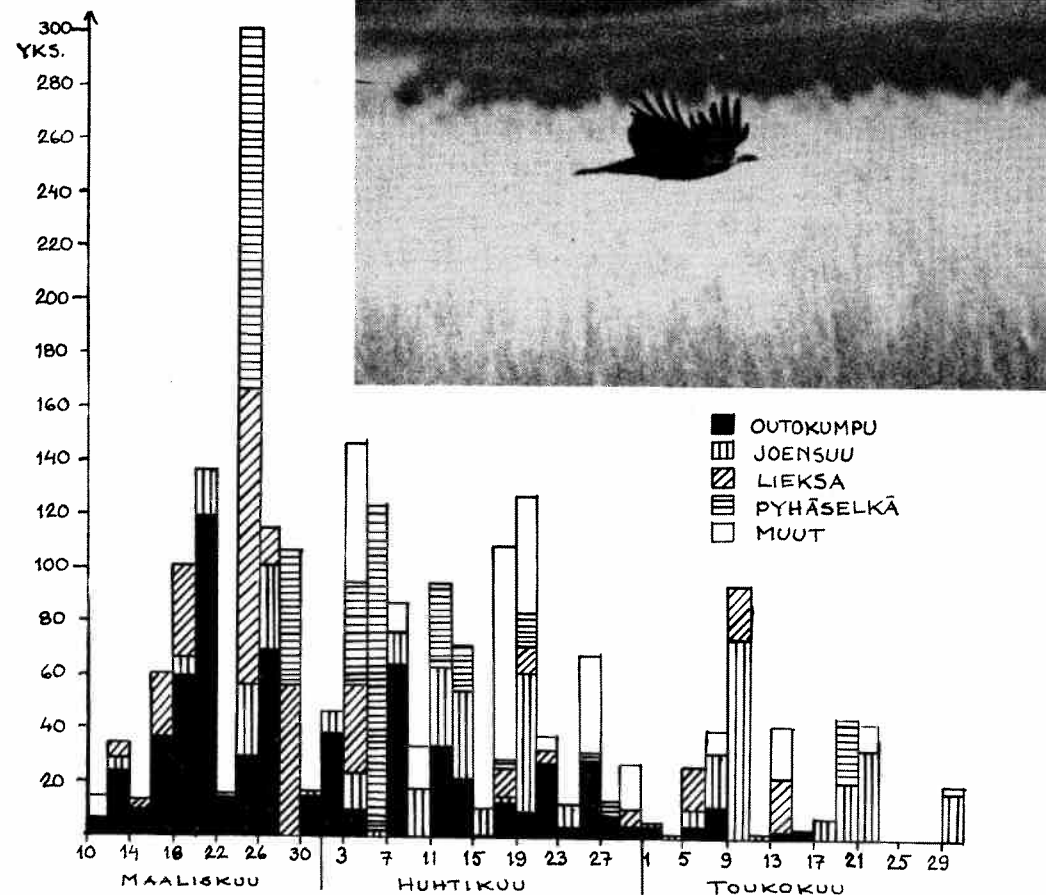 300
YKS.
280
260
240
220
200
180
160
140
120
100
80
60
40
20
OUTOKUMPU
JOENSUU
LIEKSA
PYHÄSELKÄ
MUUT
10 14 18 22 26 30 3 7 11 15 19 23 27 1 5 9 13 17 21 25 29
MAALISKUU HUHTIKUU TOUKOKUU